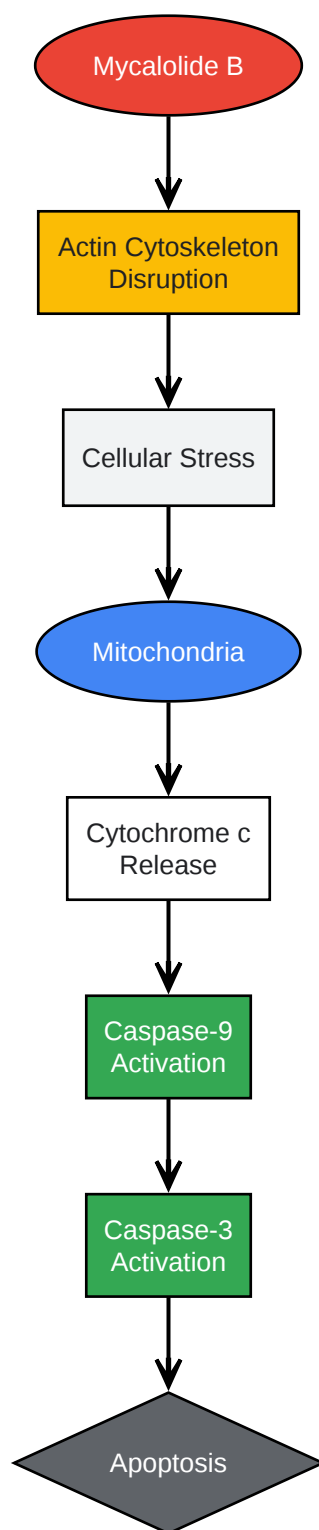 Mycalolide B
Actin Cytoskeleton
Disruption
Cellular Stress
Mitochondria
Cytochrome c
Release
Caspase-9
Activation
Caspase-3
Activation
Apoptosis